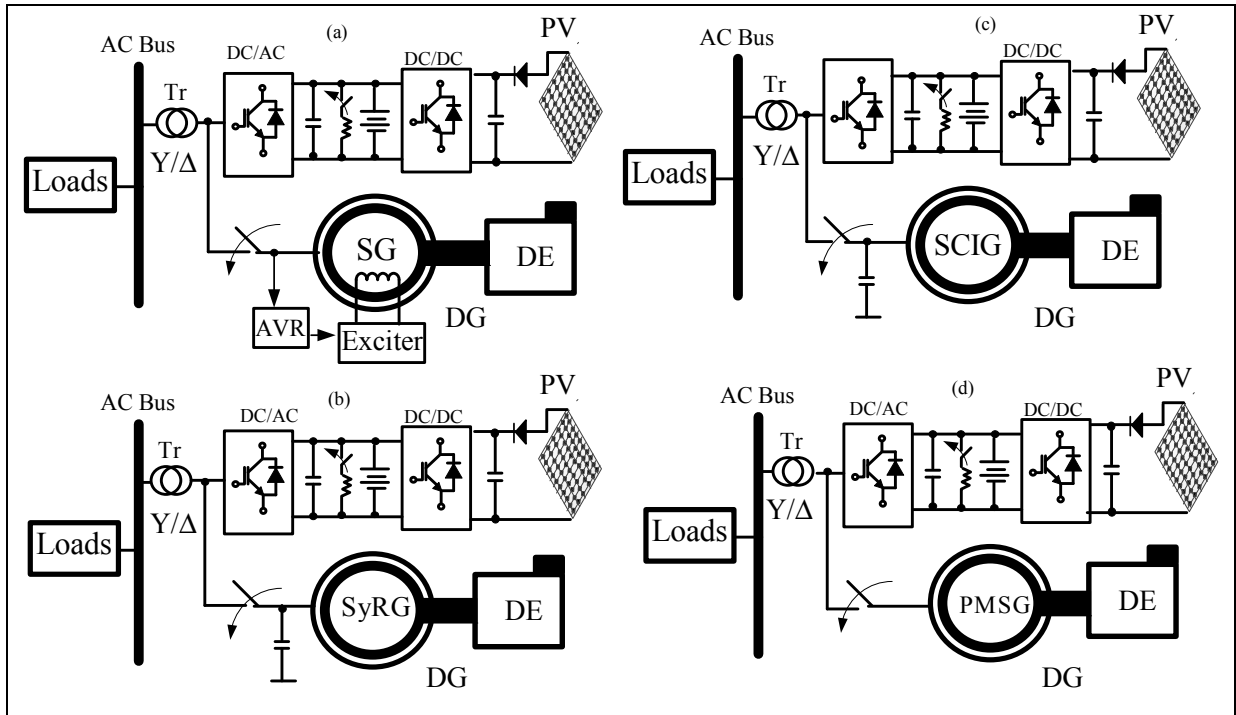 (a)
PV
AC Bus
DC/AC
DC/DC
Tr
Y/Δ
Loads
SG
DE
DG
AVR
Exciter
(c)
PV
AC Bus
DC/DC
Tr
Y/Δ
Loads
SCIG
DE
DG
(b)
PV
AC Bus
DC/AC
DC/DC
Tr
Y/Δ
Loads
SyRG
DE
DG
(d)
PV
AC Bus
DC/AC
DC/DC
Tr
Y/Δ
Loads
PMSG
DE
DG